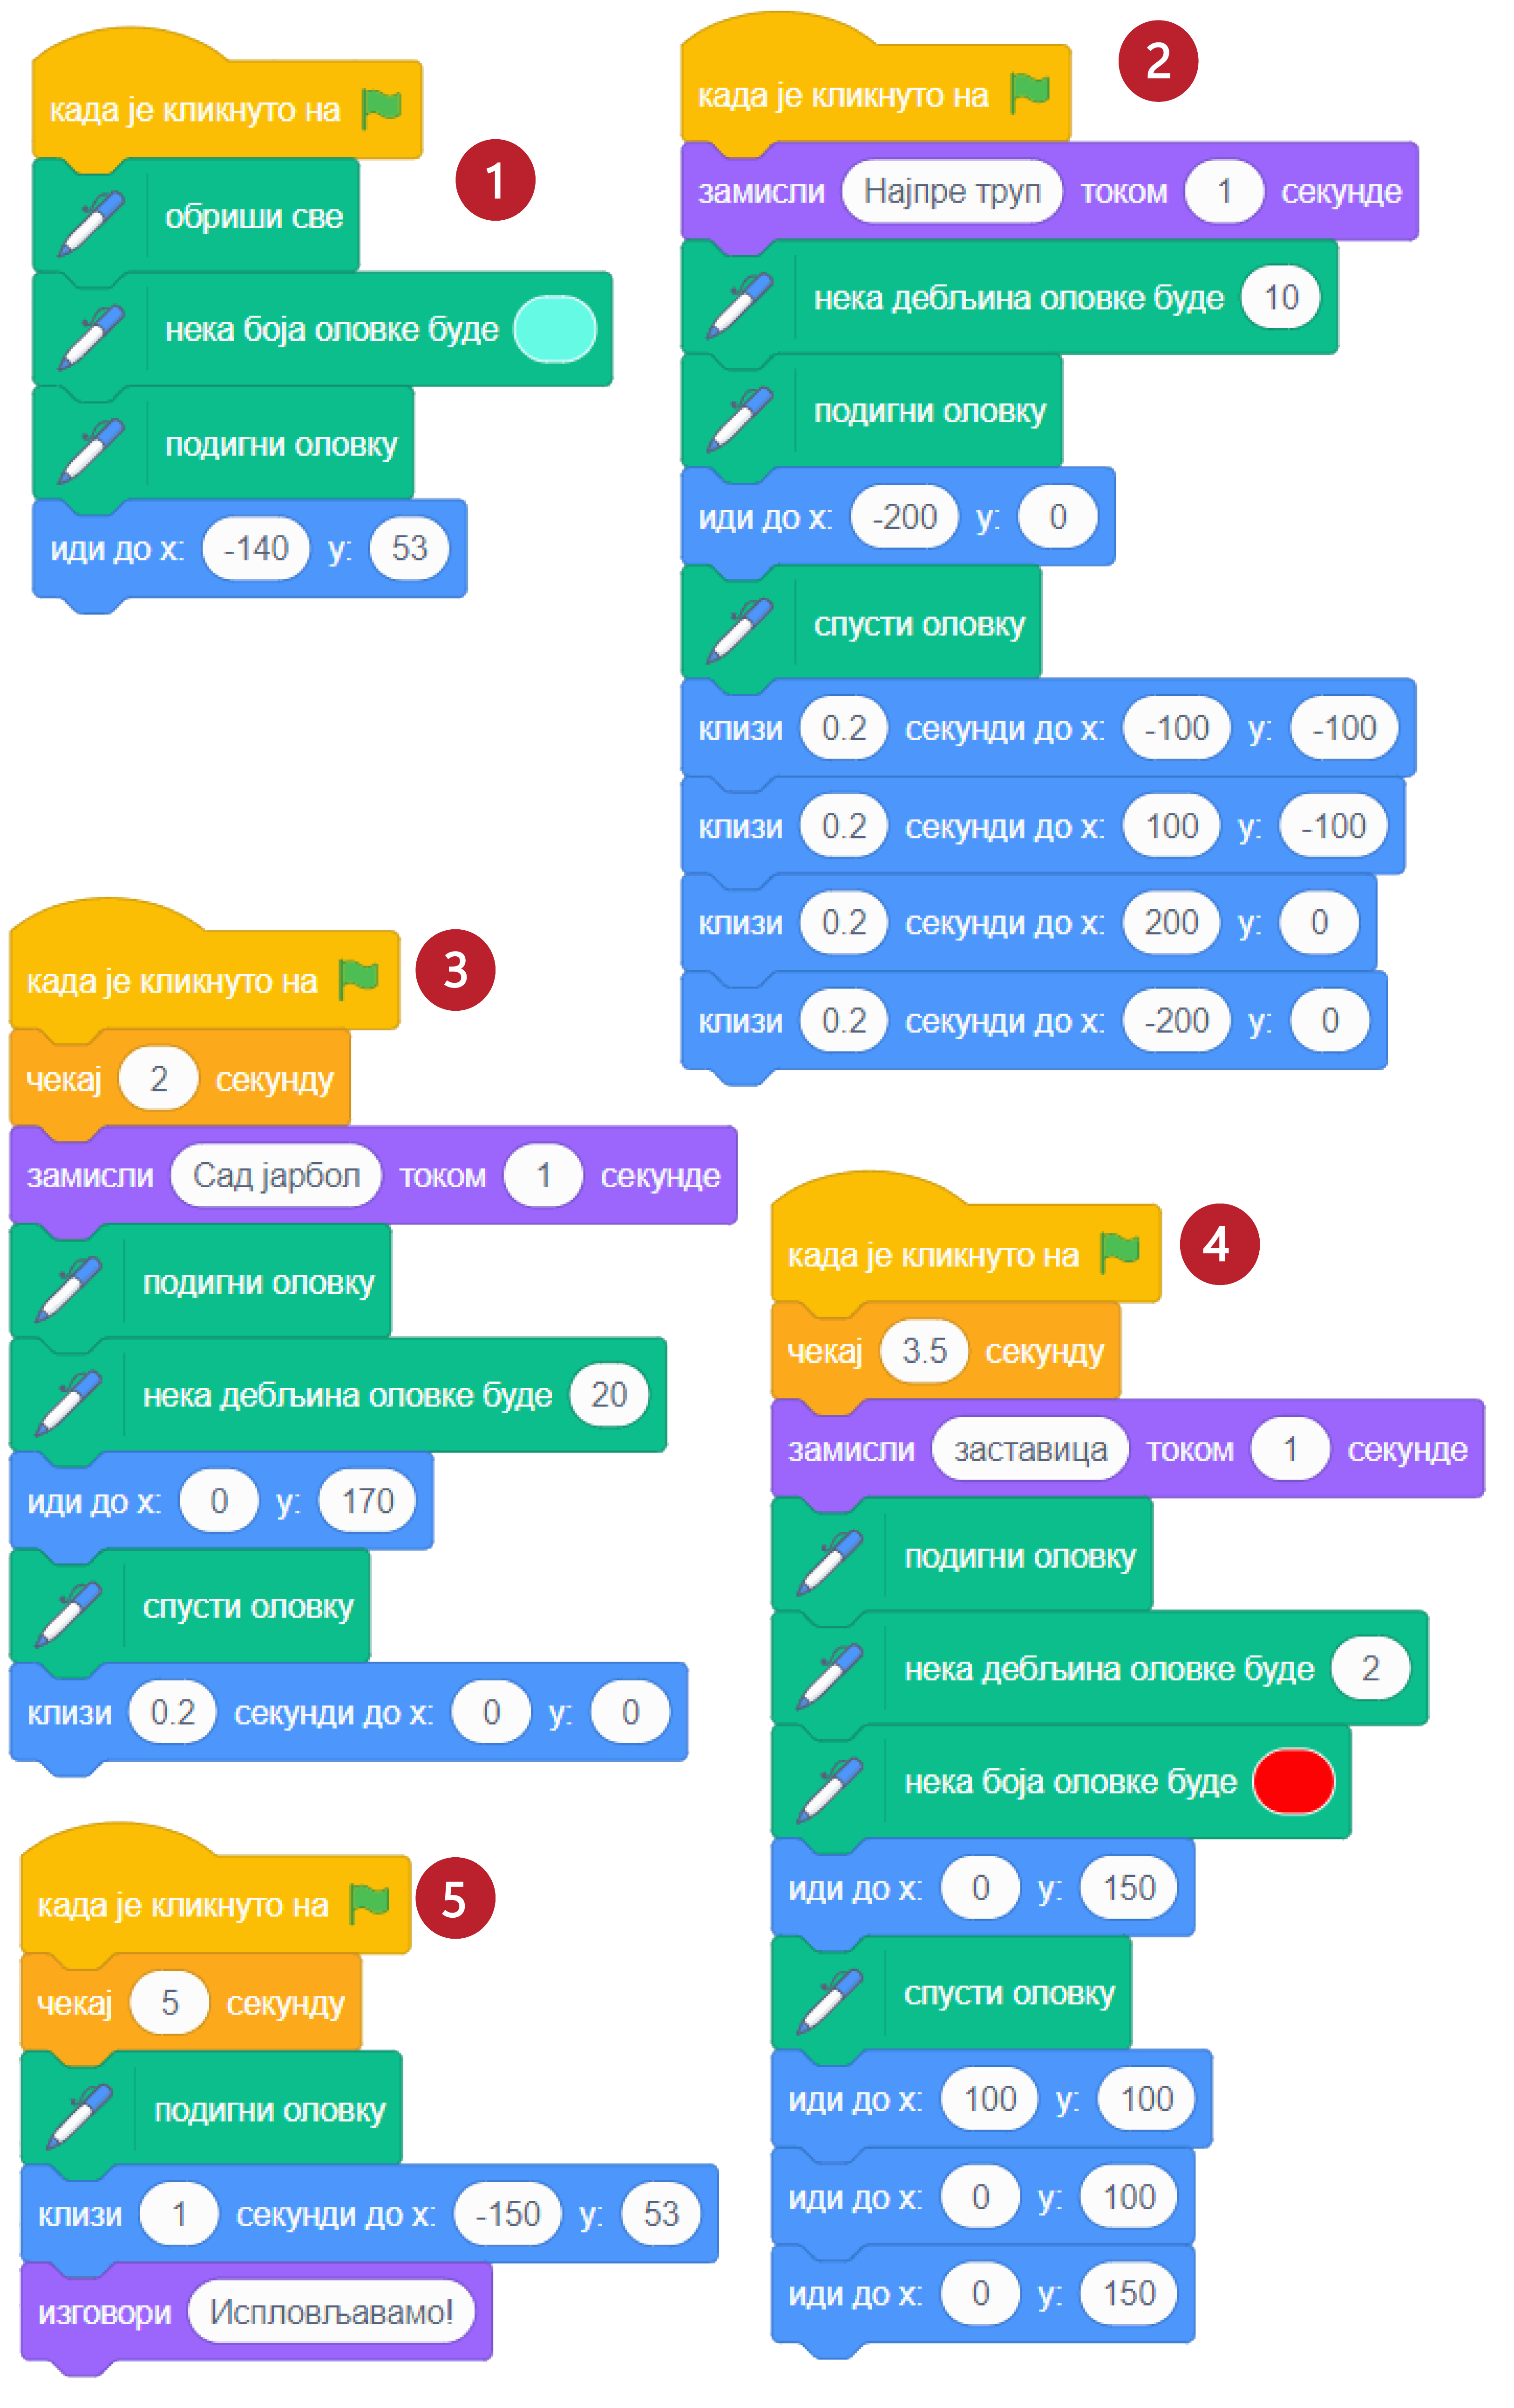 када је кликнуто на
1
обриши све
нека боја оловке буде
подигни оловку
иди до x: -140 y: 53
2
када је кликнуто на
замисли Најпре труп током 1 секунде
нека дебљина оловке буде 10
подигни оловку
иди до x: -200 y: 0
спусти оловку
клизи 0.2 секунди до x: -100 y: -100
клизи 0.2 секунди до x: 100 y: -100
клизи 0.2 секунди до x: 200 y: 0
клизи 0.2 секунди до x: -200 y: 0
када је кликнуто на
3
чекај 2 секунду
замисли Сад јарбол током 1 секунде
подигни оловку
нека дебљина оловке буде 20
иди до x: 0 y: 170
спусти оловку
клизи 0.2 секунди до x: 0 y: 0
када је кликнуто на
4
чекај 3.5 секунду
замисли заставица током 1 секунде
подигни оловку
нека дебљина оловке буде 2
нека боја оловке буде
иди до x: 0 y: 150
спусти оловку
иди до x: 100 y: 100
иди до x: 0 y: 100
иди до x: 0 y: 150
када је кликнуто на
5
чекај 5 секунду
подигни оловку
клизи 1 секунди до x: -150 y: 53
изговори Испловљавамо!